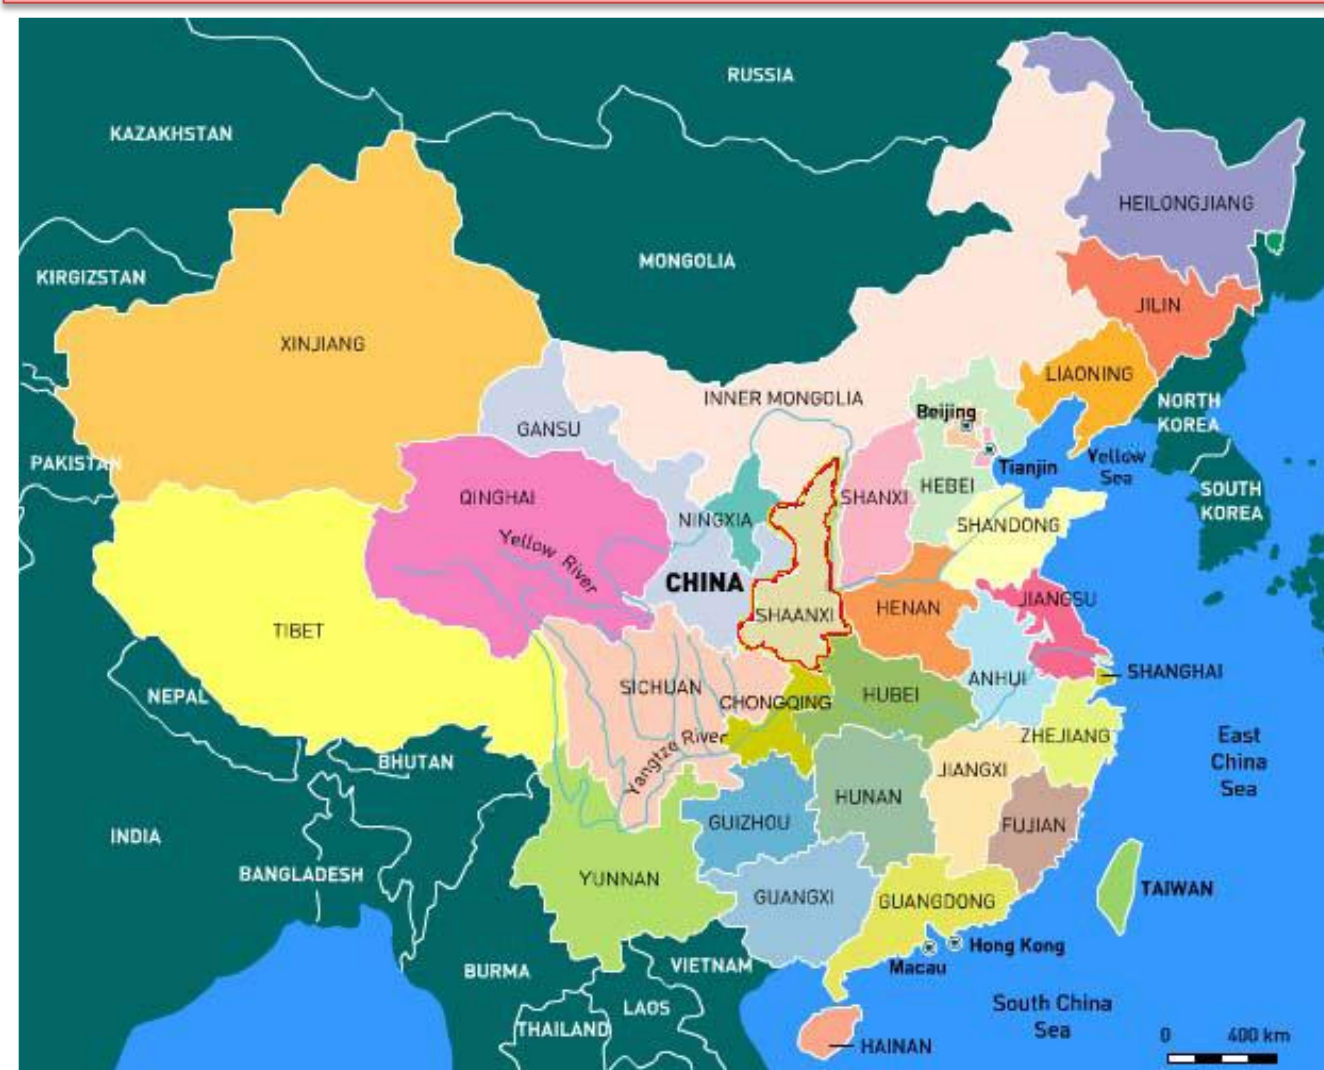 RUSSIA
KAZAKHSTAN
HEILONGJIANG
MONGOLIA
KIRGIZSTAN
JILIN
XINJIANG
LIAONING
INNER MONGOLIA
NORTH
KOREA
Beijing
GANSU
Yellow
Sea
PAKISTAN
Tianjin
HEBEI
SHANXI
QINGHAI
SOUTH
KOREA
NINGXIA
SHANDONG
Yellow River
CHINA
JIANGSU
HENAN
SHAANXI
TIBET
SHANGHAI
ANHUI
SICHUAN
NEPAL
HUBEI
CHONGQING
ZHEJIANG
East
China
Sea
Yangtze River
BHUTAN
JIANGXI
HUNAN
GUIZHOU
FUJIAN
INDIA
BANGLADESH
YUNNAN
TAIWAN
GUANGXI
GUANGDONG
Hong Kong
Macau
VIETNAM
BURMA
LAOS
South China
Sea
THAILAND
0 400 km
HAINAN